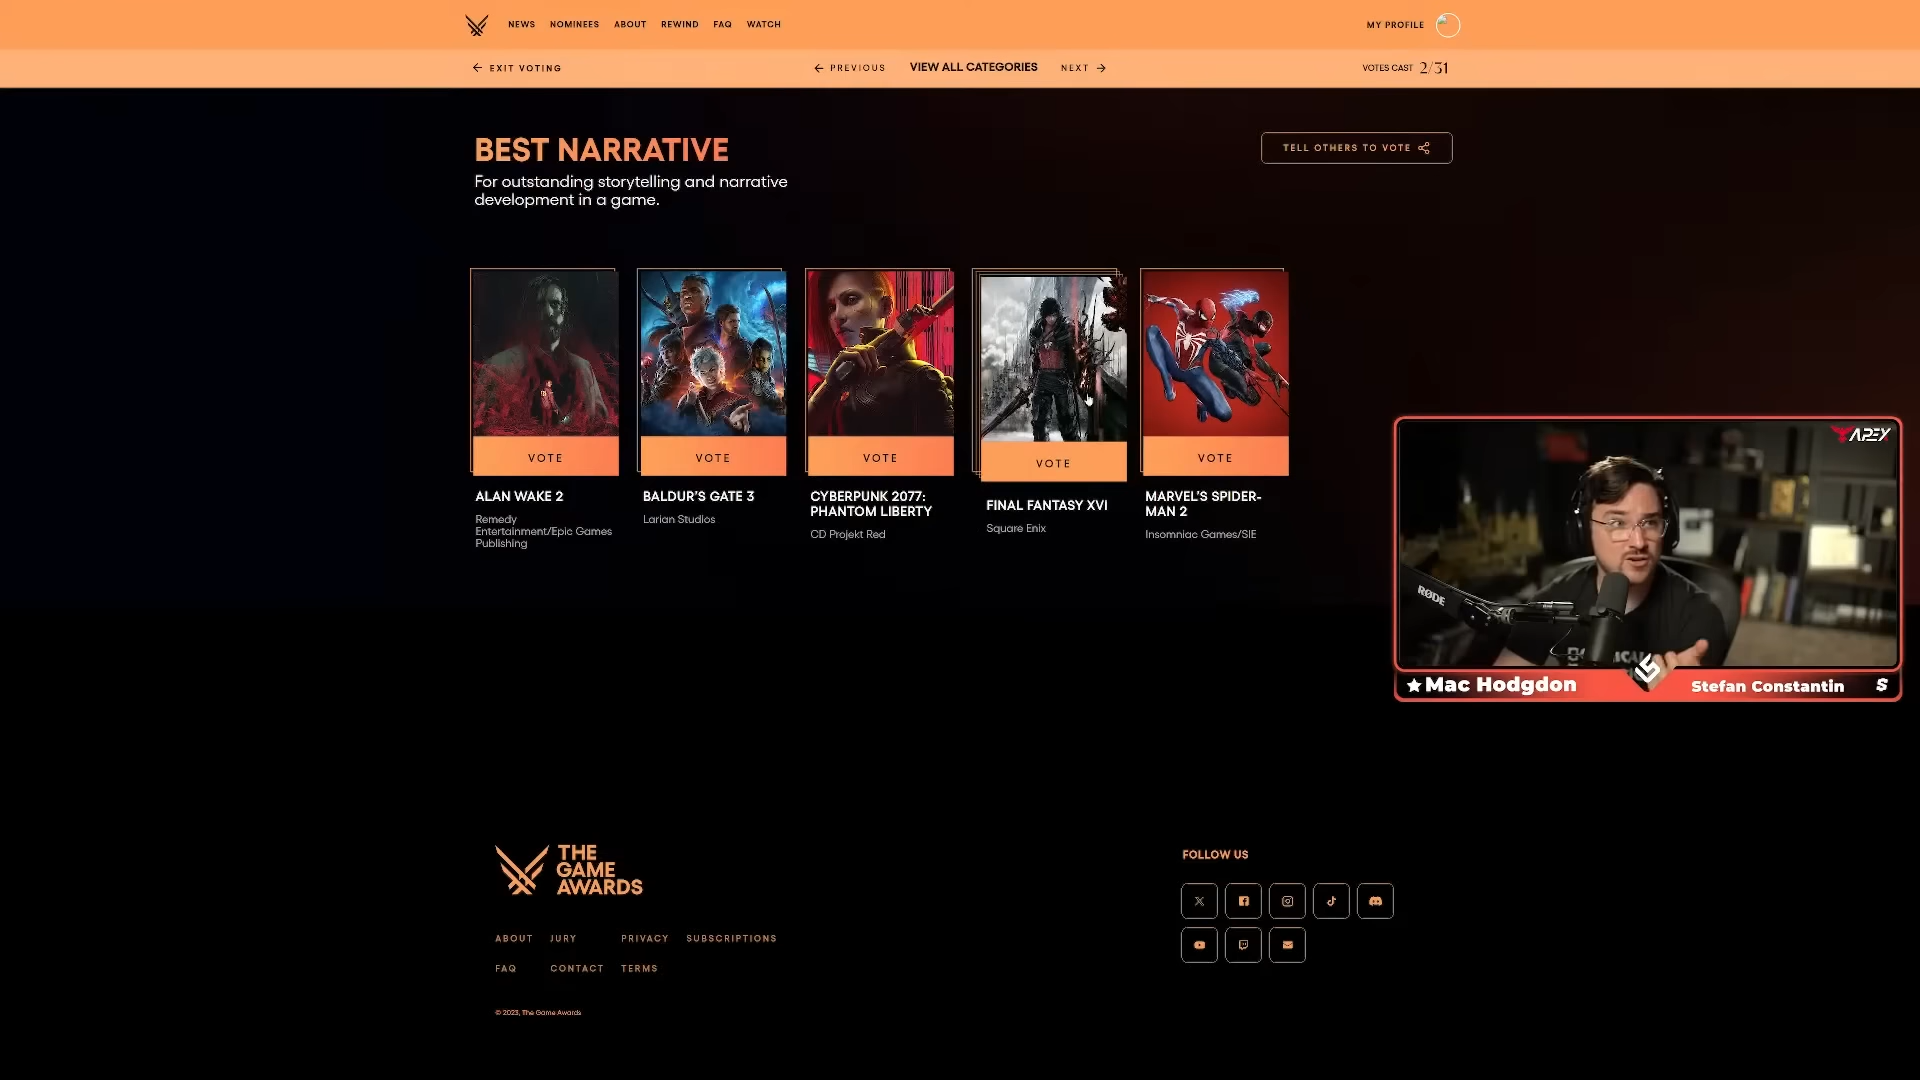 NEWS NOMINEES ABOUT REWIND FAQ WATCH
MY PROFILE
EXIT VOTING
PREVIOUS
VIEW ALL CATEGORIES
NEXT
VOTES CAST 2/31
BEST NARRATIVE
For outstanding storytelling and narrative
development in a game.
TELL OTHERS TO VOTE
VOTE
VOTE
VOTE
VOTE
VOTE
ALAN WAKE 2
Remedy
Entertainment/Epic Games
Publishing
BALDUR'S GATE 3
Larian Studios
CYBERPUNK 2077:
PHANTOM LIBERTY
CD Projekt Red
FINAL FANTASY XVI
Square Enix
MARVEL'S SPIDER-
MAN 2
Insomniac Games/SIE
APEX
RØDE
Mac Hodgdon
Stefan Constantin
THE
GAME
AWARDS
ABOUT JURY PRIVACY SUBSCRIPTIONS
FAQ CONTACT TERMS
© 2023, The Game Awards
FOLLOW US